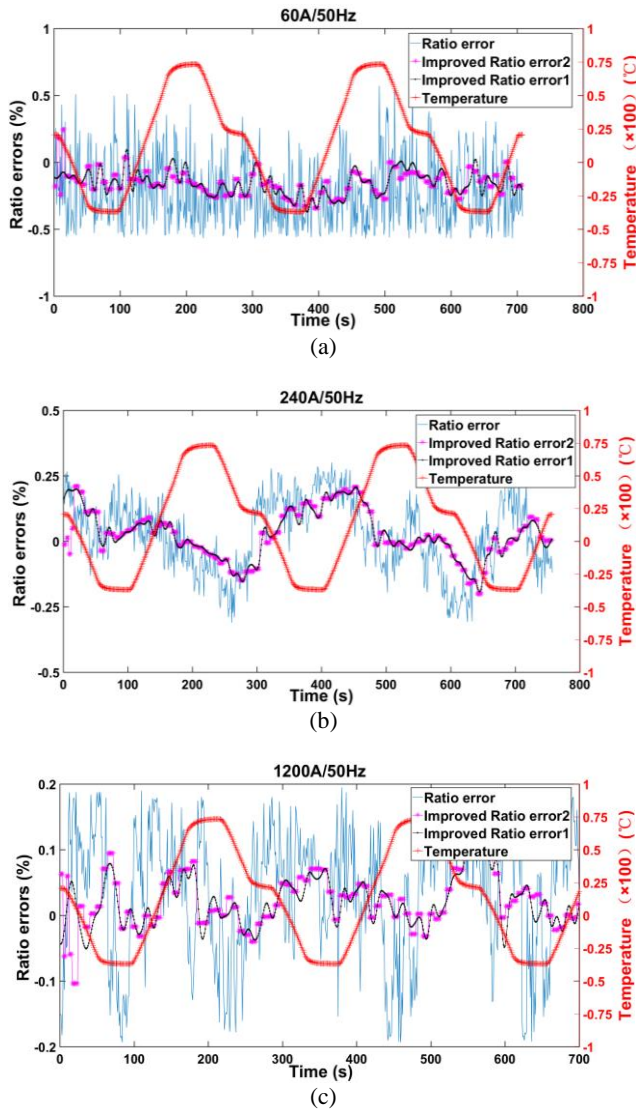 60A/50Hz
Ratio error
Improved Ratio error2
Improved Ratio error1
Temperature
Ratio errors (%)
1
0.5
0
-0.5
-1
0 100 200 300 400 500 600 700 800
Time (s)
1
0.75
0.5
0.25
0
-0.25
-0.5
-0.75
-1
Temperature (×100) (℃)
(a)
240A/50Hz
Ratio error
Improved Ratio error2
Improved Ratio error1
Temperature
Ratio errors (%)
0.5
0.25
0
-0.25
-0.5
0 100 200 300 400 500 600 700 800
Time (s)
1
0.75
0.5
0.25
0
-0.25
-0.5
-0.75
-1
Temperature (×100) (℃)
(b)
1200A/50Hz
Ratio error
Improved Ratio error2
Improved Ratio error1
Temperature
Ratio errors (%)
0.2
0.1
0
-0.1
-0.2
0 100 200 300 400 500 600 700
Time (s)
1
0.75
0.5
0.25
0
-0.25
-0.5
-0.75
-1
Temperature (×100) (℃)
(c)